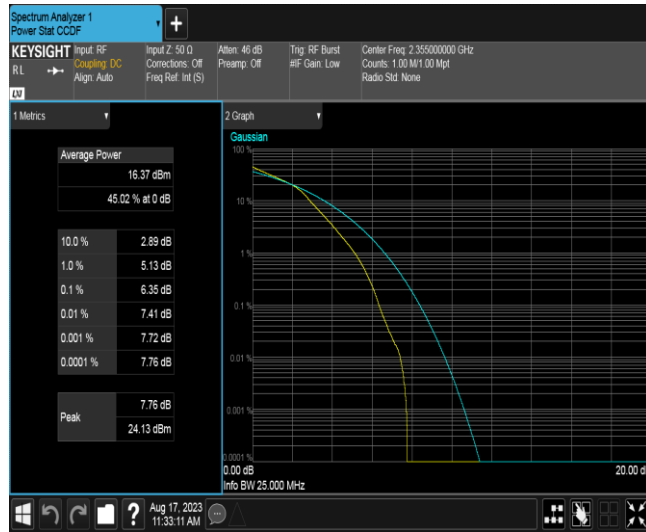 Spectrum Analyzer 1
Power Stat CCDF
+
KEYSIGHT
RL
LXI
Input: RF
Coupling: DC
Align: Auto
Input Z: 50 Ω
Corrections: Off
Freq Ref: Int (S)
Atten: 46 dB
Preamp: Off
Trig: RF Burst
#IF Gain: Low
Center Freq: 2.355000000 GHz
Counts: 1.00 M/1.00 Mpt
Radio Std: None
1 Metrics
Average Power
16.37 dBm
45.02 % at 0 dB
10.0 % 2.89 dB
1.0 % 5.13 dB
0.1 % 6.35 dB
0.01 % 7.41 dB
0.001 % 7.72 dB
0.0001 % 7.76 dB
Peak
7.76 dB
24.13 dBm
2 Graph
Gaussian
100 %
10 %
1 %
0.1 %
0.01 %
0.001 %
0.0001 %
0.00 dB
20.00 d
Info BW 25.000 MHz
?
Aug 17, 2023
11:33:11 AM